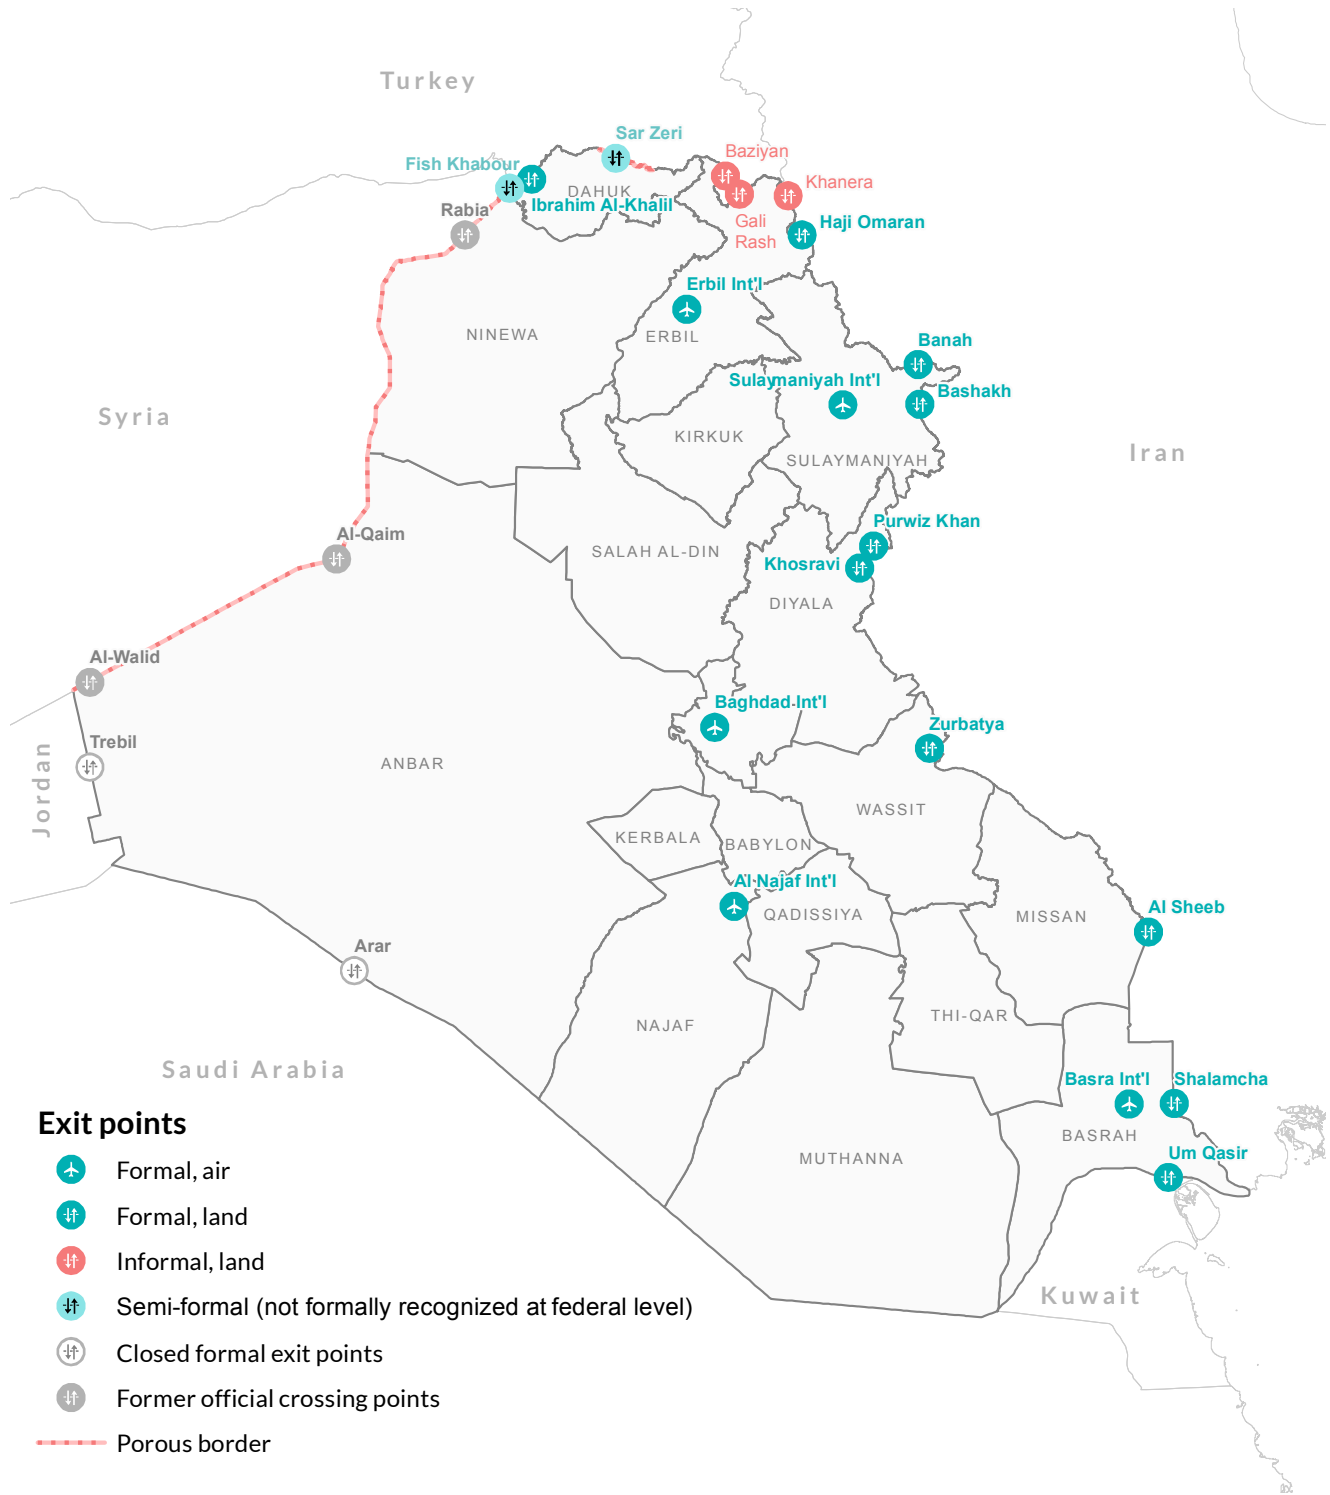 Turkey
Sar Zeri
Baziyan
Fish Khabour
Khanera
DAHUK
Ibrahim Al-Khalil
Rabia
Gali
Rash
Haji Omaran
Erbil Int'l
NINEWA
ERBIL
Banah
Sulaymaniyah Int'l
Bashakh
Syria
KIRKUK
Iran
SULAYMANIYAH
Purwiz Khan
Al-Qaim
SALAH AL-DIN
Khosravi
DIYALA
Al-Walid
Baghdad Int'l
Zurbatya
Trebil
Jordan
ANBAR
WASSIT
KERBALA
BABYLON
Al Najaf Int'l
QADISSIYA
MISSAN
Al Sheeb
Arar
THI-QAR
NAJAF
Saudi Arabia
Basra Int'l
Shalamcha
BASRAH
Um Qasir
MUTHANNA
Kuwait
Exit points
Formal, air
Formal, land
Informal, land
Semi-formal (not formally recognized at federal level)
Closed formal exit points
Former official crossing points
Porous border